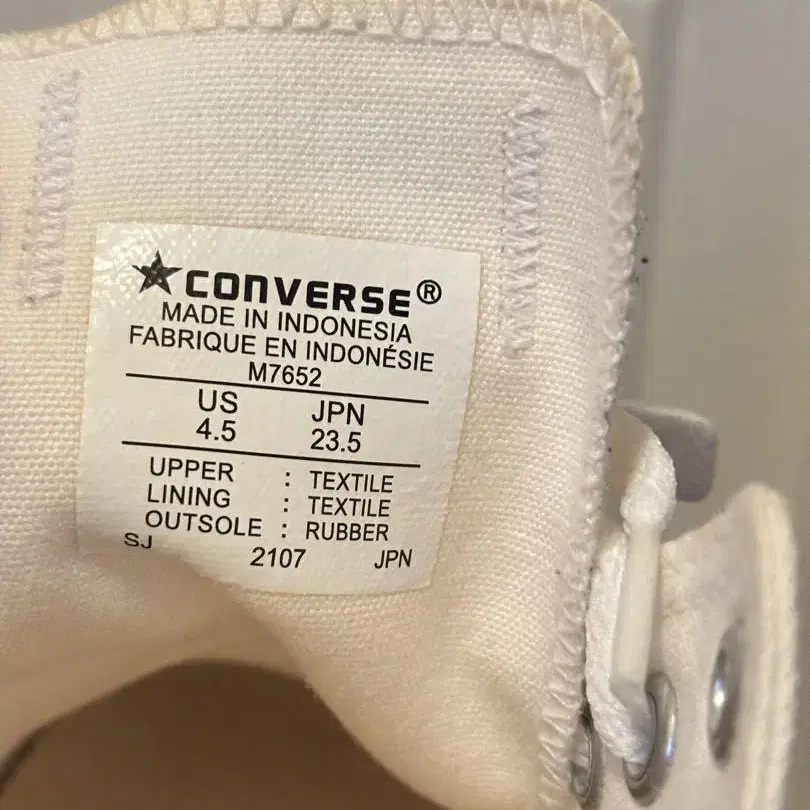 CONVERSE®
MADE IN INDONESIA
FABRIQUE EN INDONÉSIE
M7652
US JPN
4.5 23.5
UPPER : TEXTILE
LINING : TEXTILE
OUTSOLE : RUBBER
SJ 2107 JPN